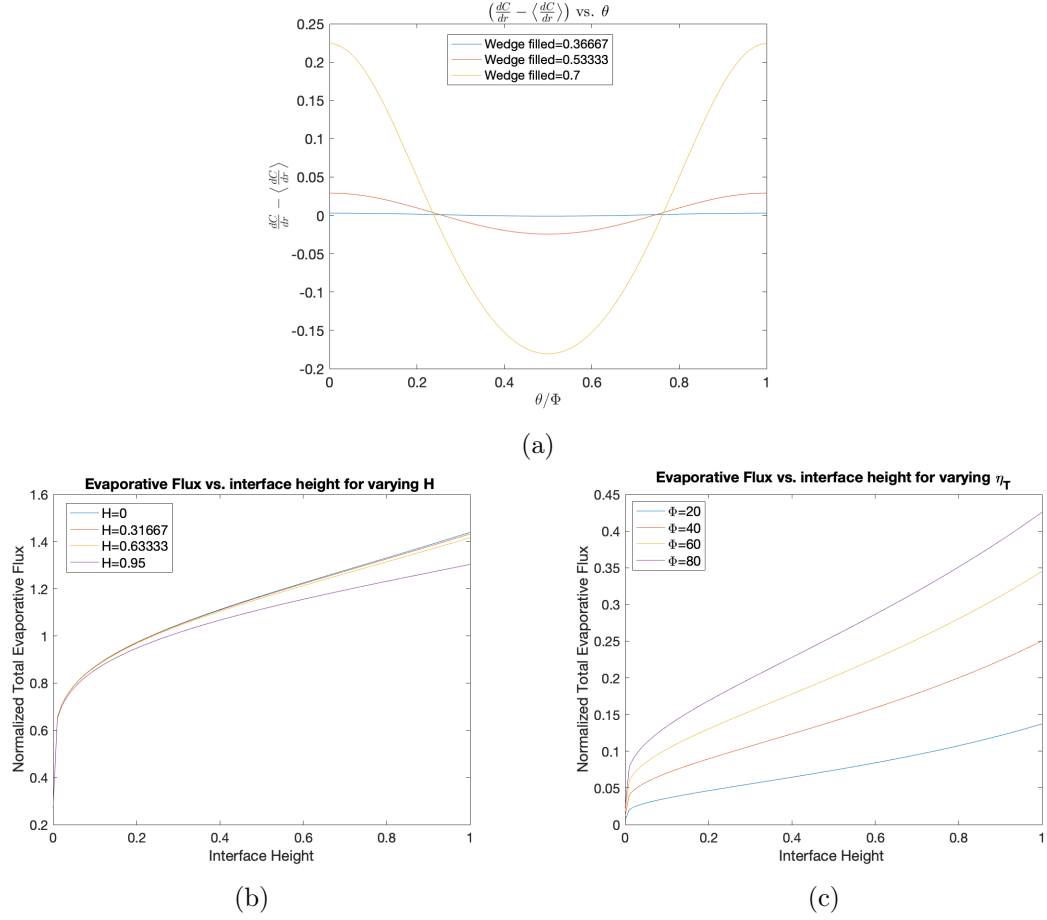 (dC/dr − ⟨dC/dr⟩) vs. θ
Wedge filled=0.36667
Wedge filled=0.53333
Wedge filled=0.7
0.25
0.2
0.15
0.1
0.05
0
-0.05
-0.1
-0.15
-0.2
dC/dr − ⟨dC/dr⟩
0 0.2 0.4 0.6 0.8 1
θ/Φ
(a)
Evaporative Flux vs. interface height for varying H
H=0
H=0.31667
H=0.63333
H=0.95
1.6
1.4
1.2
1
0.8
0.6
0.4
0.2
Normalized Total Evaporative Flux
0 0.2 0.4 0.6 0.8 1
Interface Height
(b)
Evaporative Flux vs. interface height for varying η_T
Φ=20
Φ=40
Φ=60
Φ=80
0.45
0.4
0.35
0.3
0.25
0.2
0.15
0.1
0.05
0
Normalized Total Evaporative Flux
0 0.2 0.4 0.6 0.8 1
Interface Height
(c)